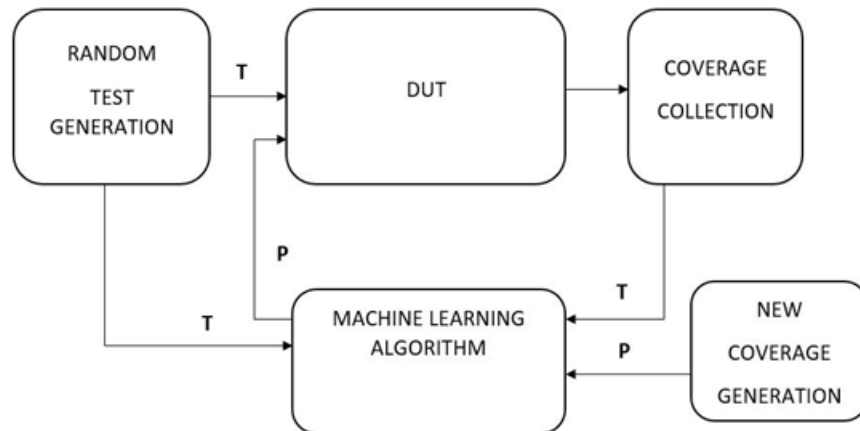 RANDOM
TEST
GENERATION
T
DUT
COVERAGE
COLLECTION
P
T
T
MACHINE LEARNING
ALGORITHM
P
NEW
COVERAGE
GENERATION